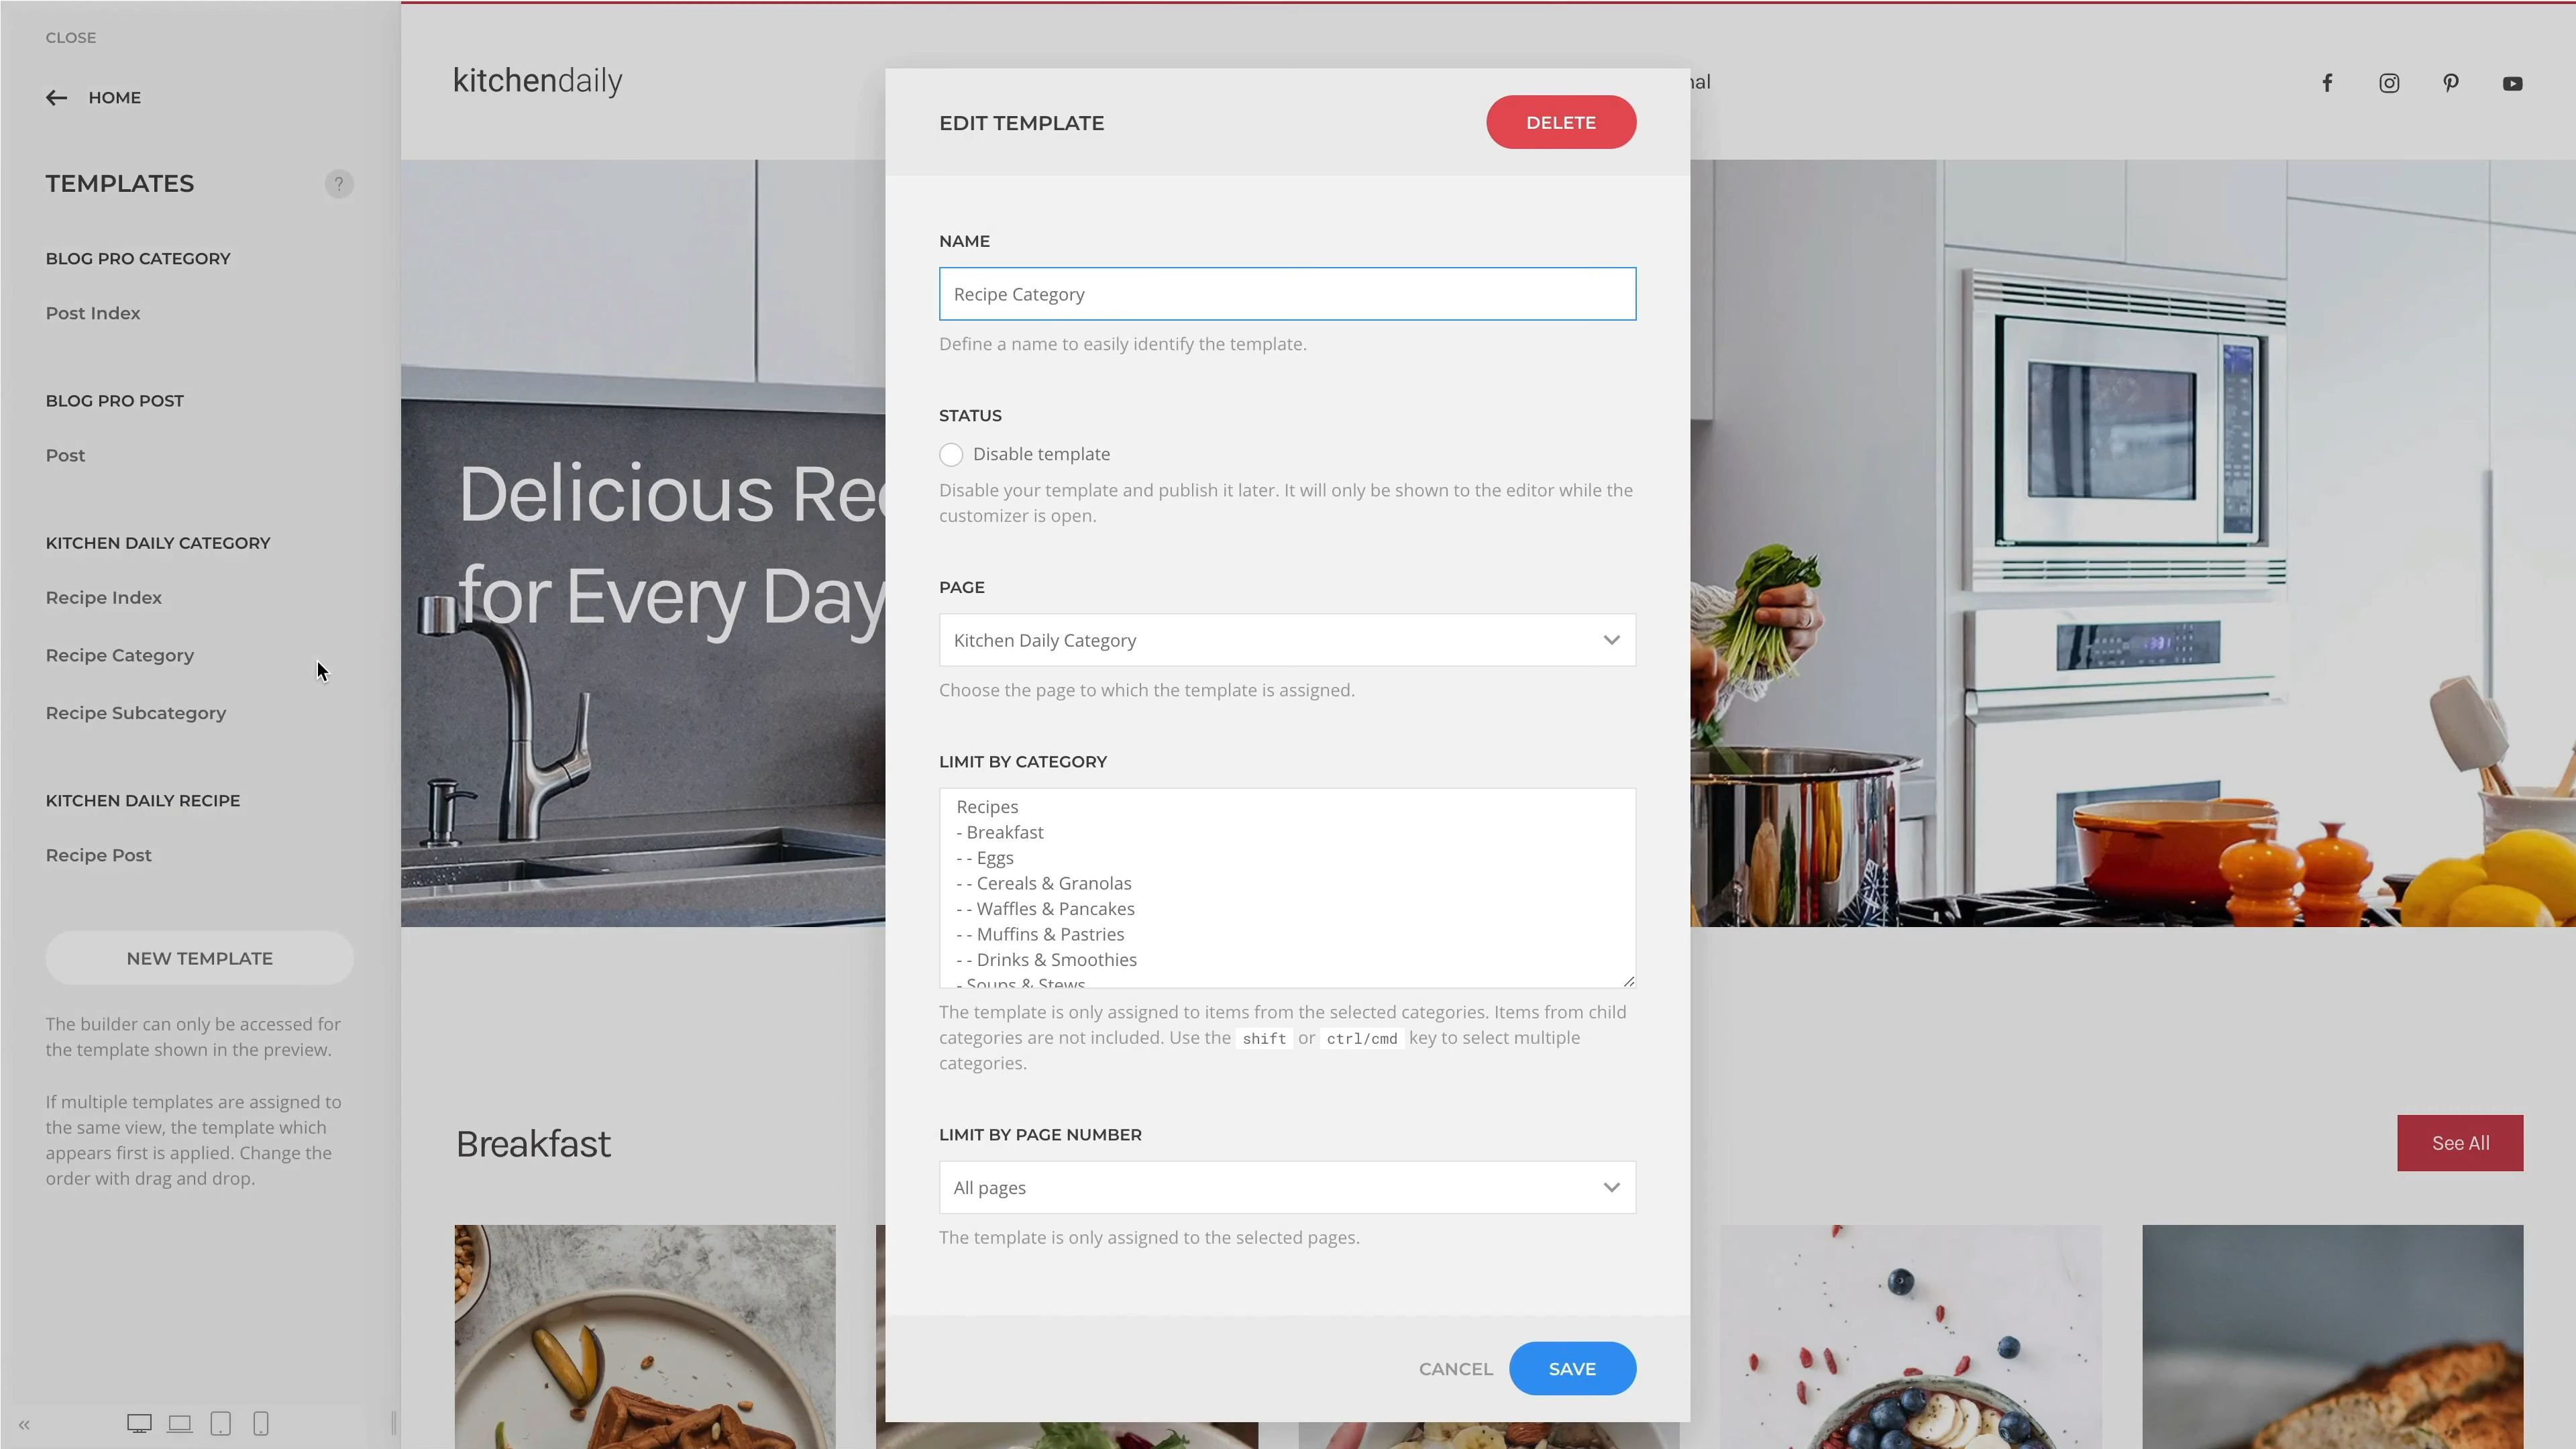 CLOSE
HOME
TEMPLATES
?
BLOG PRO CATEGORY
Post Index
BLOG PRO POST
Post
KITCHEN DAILY CATEGORY
Recipe Index
Recipe Category
Recipe Subcategory
KITCHEN DAILY RECIPE
Recipe Post
NEW TEMPLATE
The builder can only be accessed for
the template shown in the preview.
If multiple templates are assigned to
the same view, the template which
appears first is applied. Change the
order with drag and drop.
kitchendaily
nal
Delicious Rec
for Every Day
Breakfast
See All
EDIT TEMPLATE
DELETE
NAME
Recipe Category
Define a name to easily identify the template.
STATUS
Disable template
Disable your template and publish it later. It will only be shown to the editor while the
customizer is open.
PAGE
Kitchen Daily Category
Choose the page to which the template is assigned.
LIMIT BY CATEGORY
Recipes
- Breakfast
- - Eggs
- - Cereals & Granolas
- - Waffles & Pancakes
- - Muffins & Pastries
- - Drinks & Smoothies
- Soups & Stews
The template is only assigned to items from the selected categories. Items from child
categories are not included. Use the shift or ctrl/cmd key to select multiple
categories.
LIMIT BY PAGE NUMBER
All pages
The template is only assigned to the selected pages.
CANCEL
SAVE